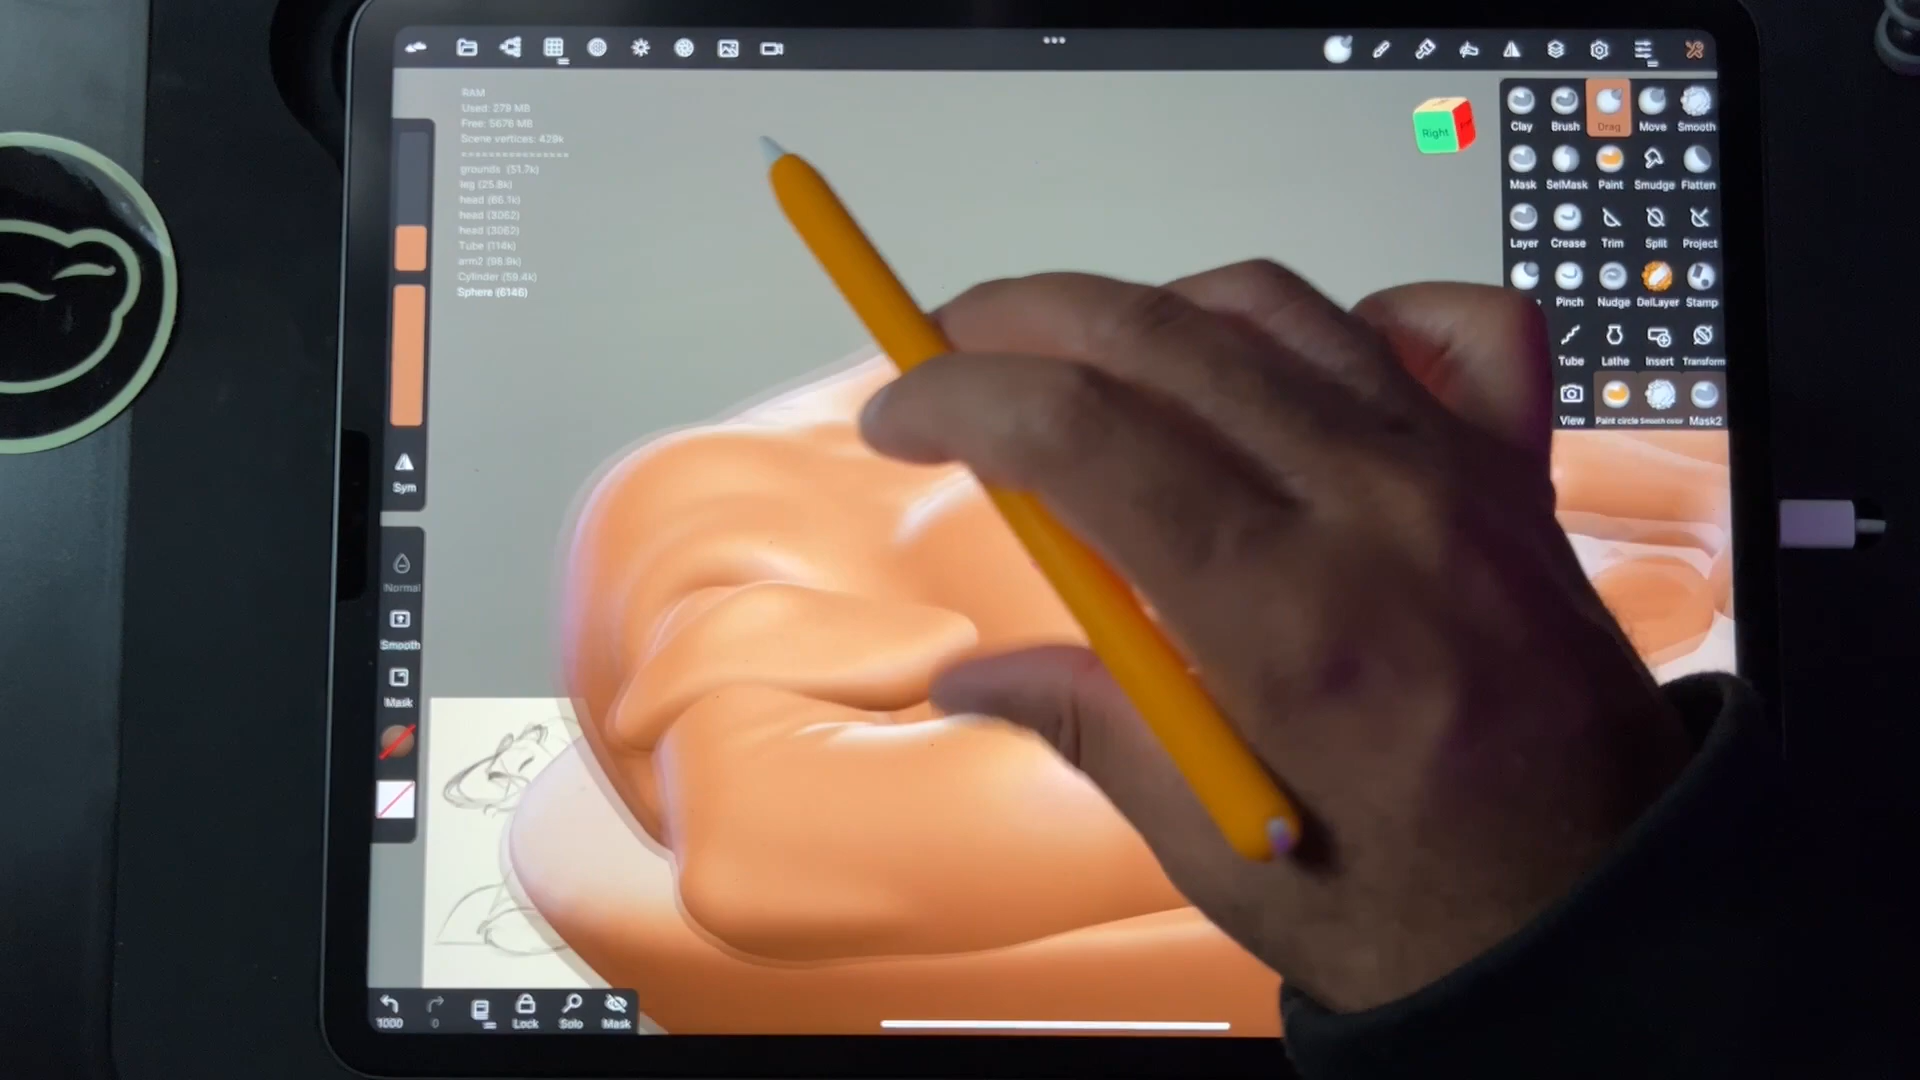 RAM
Used: 279 MB
Free: 5676 MB
Scene vertices: 429k
grounds (51.7k)
leg (25.8k)
head (66.1k)
head (3062)
head (3062)
Tube (114k)
arm2 (98.9k)
Cylinder (59.4k)
Sphere (6146)
Right
Clay Brush Drag Move Smooth
Mask SelMask Paint Smudge Flatten
Layer Crease Trim Split Project
Pinch Nudge DelLayer Stamp
Tube Lathe Insert Transform
View Paint circle Smooth color Mask2
Sym
Normal
Smooth
Mask
1000 0 Lock Solo Mask